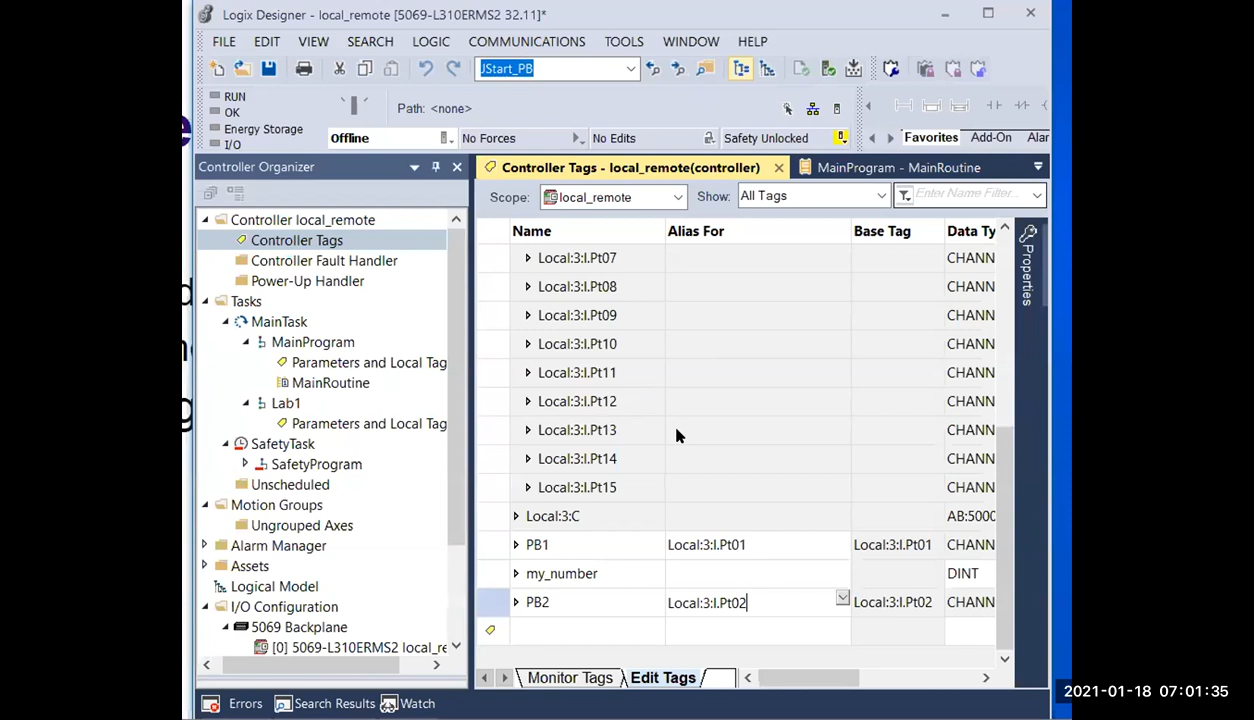 Logix Designer - local_remote [5069-L310ERMS2 32.11]*
FILE EDIT VIEW SEARCH LOGIC COMMUNICATIONS TOOLS WINDOW HELP
JStart_PB
RUN
OK
Energy Storage
I/O
Path: <none>
Offline No Forces No Edits Safety Unlocked
Favorites Add-On Alar
Controller Organizer
Controller local_remote
Controller Tags
Controller Fault Handler
Power-Up Handler
Tasks
MainTask
MainProgram
Parameters and Local Tag
MainRoutine
Lab1
Parameters and Local Tag
SafetyTask
SafetyProgram
Unscheduled
Motion Groups
Ungrouped Axes
Alarm Manager
Assets
Logical Model
I/O Configuration
5069 Backplane
[0] 5069-L310ERMS2 local_re
Controller Tags - local_remote(controller) MainProgram - MainRoutine
Scope: local_remote Show: All Tags Enter Name Filter...
Name Alias For Base Tag Data Ty
Local:3:I.Pt07 CHANN
Local:3:I.Pt08 CHANN
Local:3:I.Pt09 CHANN
Local:3:I.Pt10 CHANN
Local:3:I.Pt11 CHANN
Local:3:I.Pt12 CHANN
Local:3:I.Pt13 CHANN
Local:3:I.Pt14 CHANN
Local:3:I.Pt15 CHANN
Local:3:C AB:5000
PB1 Local:3:I.Pt01 Local:3:I.Pt01 CHANN
my_number DINT
PB2 Local:3:I.Pt02 Local:3:I.Pt02 CHANN
Monitor Tags Edit Tags
Properties
Errors Search Results Watch
2021-01-18 07:01:35